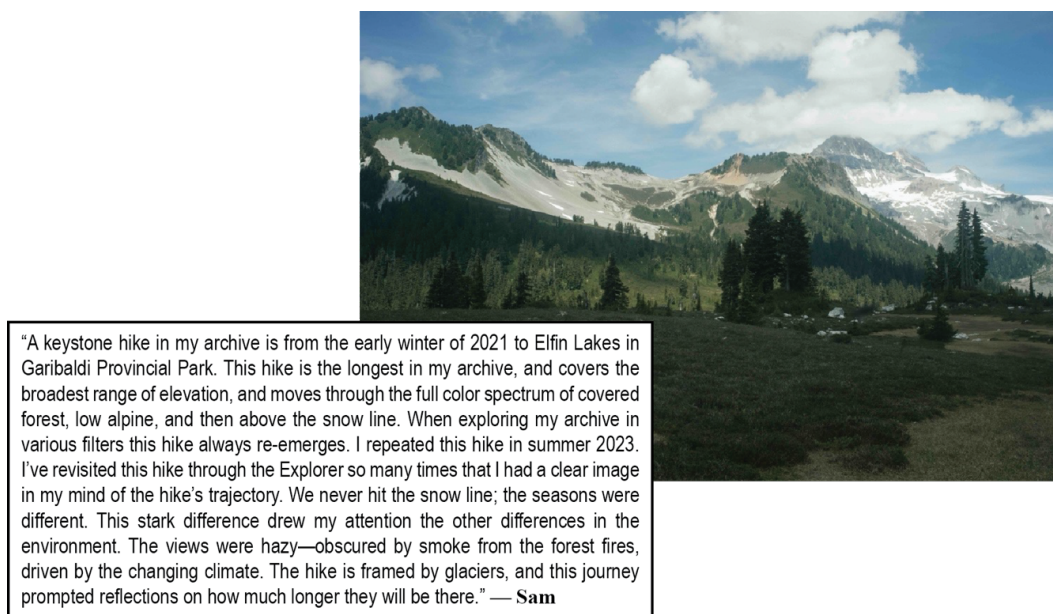 “A keystone hike in my archive is from the early winter of 2021 to Elfin Lakes in
Garibaldi Provincial Park. This hike is the longest in my archive, and covers the
broadest range of elevation, and moves through the full color spectrum of covered
forest, low alpine, and then above the snow line. When exploring my archive in
various filters this hike always re-emerges. I repeated this hike in summer 2023.
I’ve revisited this hike through the Explorer so many times that I had a clear image
in my mind of the hike’s trajectory. We never hit the snow line; the seasons were
different. This stark difference drew my attention the other differences in the
environment. The views were hazy—obscured by smoke from the forest fires,
driven by the changing climate. The hike is framed by glaciers, and this journey
prompted reflections on how much longer they will be there.” — Sam